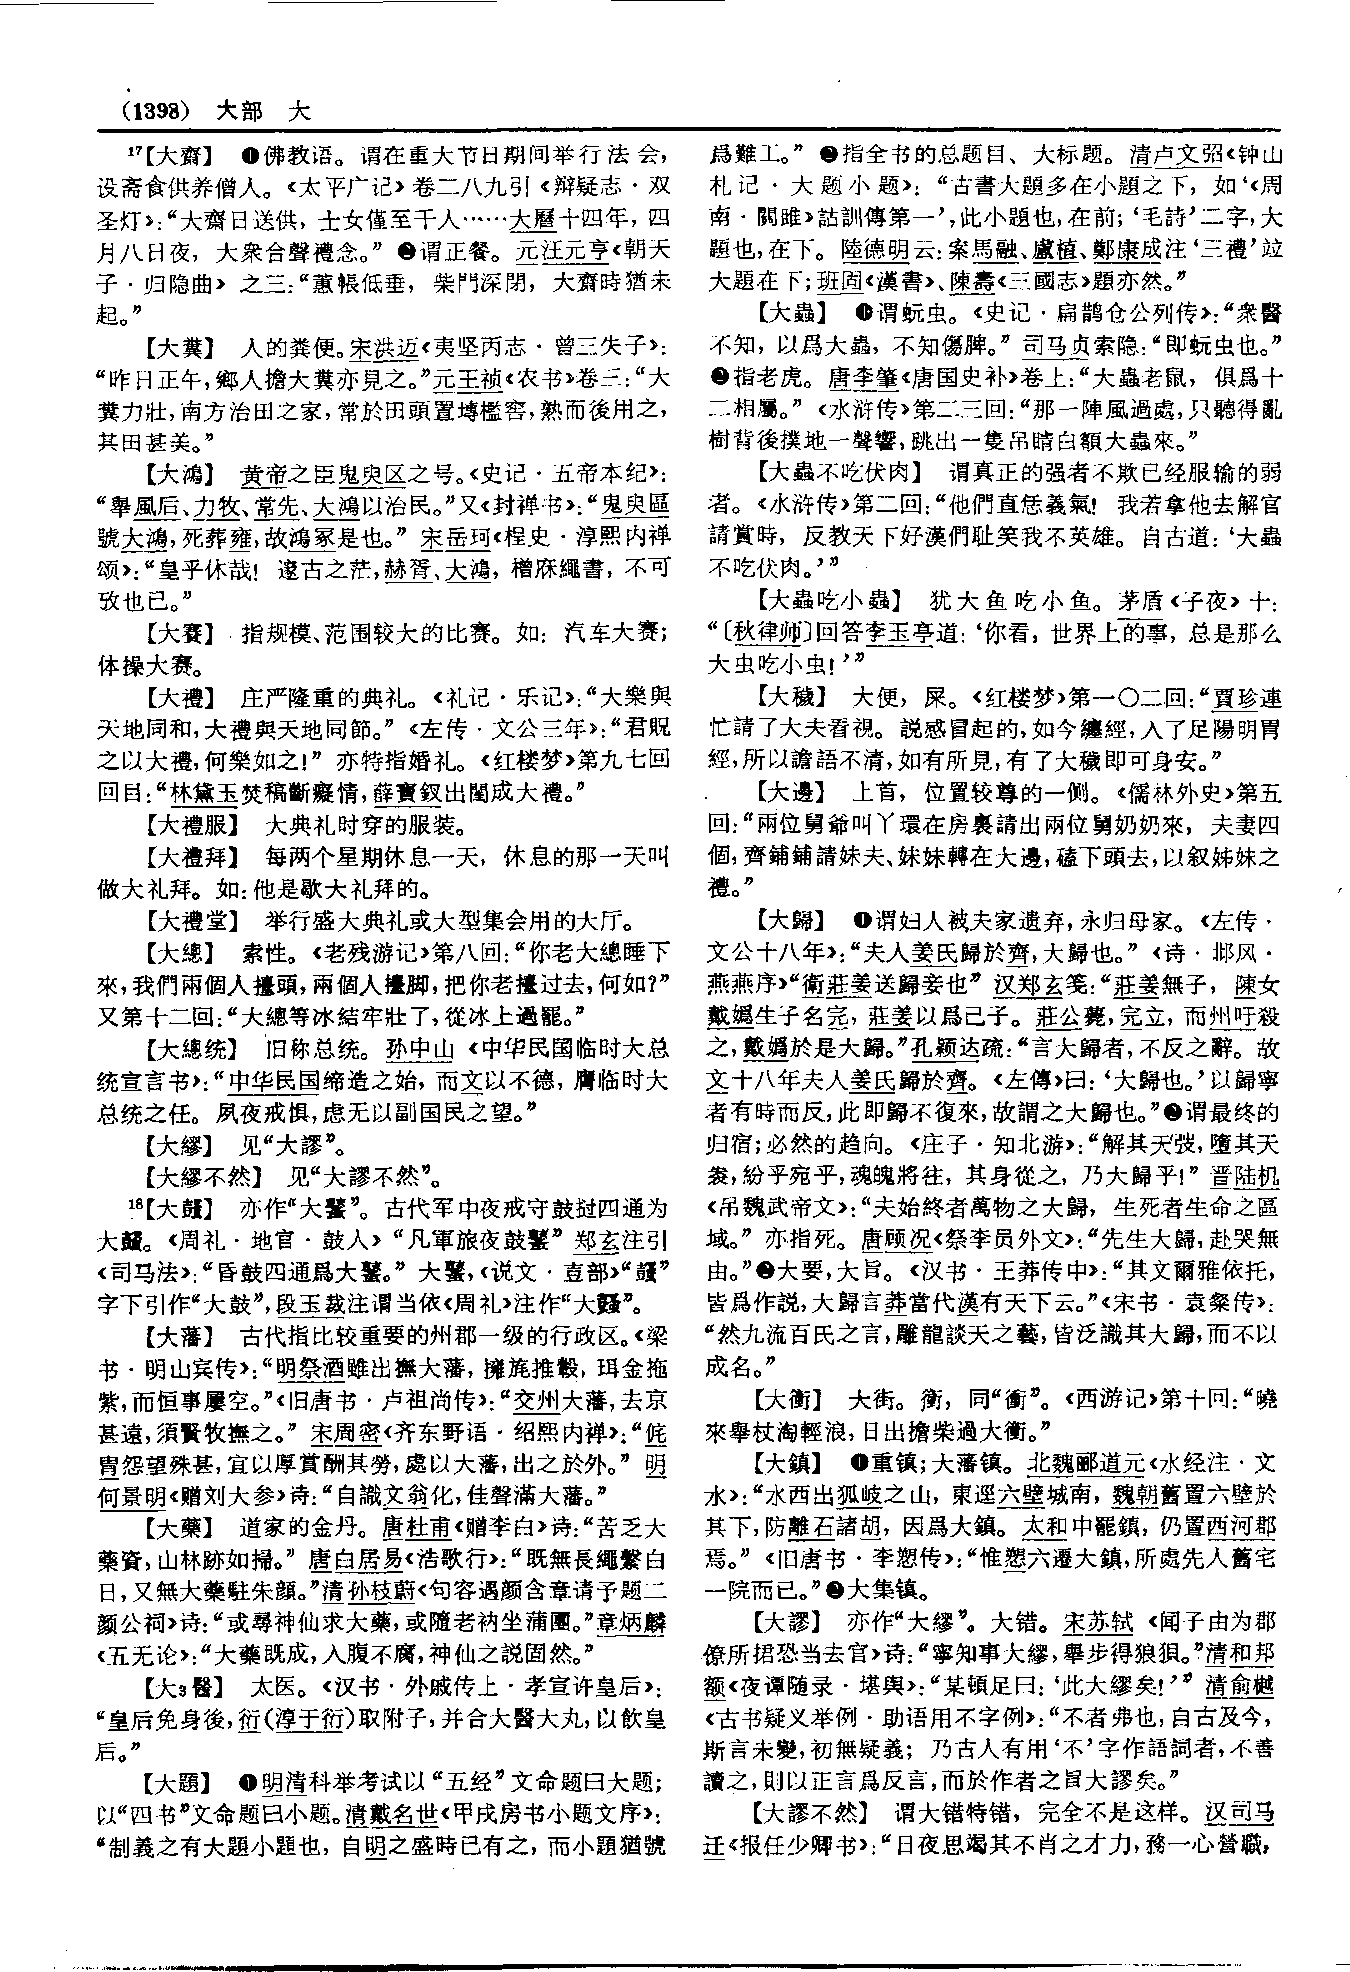 (1398) 大部 大
17【大齋】 ❶佛教语。谓在重大节日期间举行法会，
设斋食供养僧人。《太平广记》卷二八九引《辩疑志·双
圣灯》：“大齋日送供，士女僅至千人……大曆十四年，四
月八日夜，大衆合聲禮念。” ❷谓正餐。元汪元亨《朝天
子·归隐曲》之三：“蕙帳低垂，柴門深閉，大齋時猶未
起。”
【大糞】 人的粪便。宋洪迈《夷坚丙志·曾三失子》：
“昨日正午，鄉人擔大糞亦見之。”元王祯《农书》卷三：“大
糞力壯，南方治田之家，常於田頭置塼檻窖，熟而後用之，
其田甚美。”
【大鴻】 黄帝之臣鬼臾区之号。《史记·五帝本纪》：
“舉風后、力牧、常先、大鴻以治民。”又《封禅书》：“鬼臾區
號大鴻，死葬雍，故鴻冢是也。” 宋岳珂《桯史·淳熙内禅
颂》：“皇乎休哉！ 邃古之茫，赫胥、大鴻，橧庥繩書，不可
攷也已。”
【大賽】 指规模、范围较大的比赛。如：汽车大赛；
体操大赛。
【大禮】 庄严隆重的典礼。《礼记·乐记》：“大樂與
天地同和，大禮與天地同節。” 《左传·文公三年》：“君貺
之以大禮，何樂如之！” 亦特指婚礼。《红楼梦》第九七回
回目：“林黛玉焚稿斷癡情，薛寶釵出閨成大禮。”
【大禮服】 大典礼时穿的服装。
【大禮拜】 每两个星期休息一天，休息的那一天叫
做大礼拜。如：他是歇大礼拜的。
【大禮堂】 举行盛大典礼或大型集会用的大厅。
【大總】 索性。《老残游记》第八回：“你老大總睡下
來，我們兩個人擡頭，兩個人擡脚，把你老擡过去，何如？”
又第十二回：“大總等冰結牢壯了，從冰上過罷。”
【大總统】 旧称总统。孙中山《中华民国临时大总
统宣言书》：“中华民国缔造之始，而文以不德，膺临时大
总统之任。夙夜戒惧，虑无以副国民之望。”
【大繆】 见“大謬”。
【大繆不然】 见“大謬不然”。
18【大鼜】 亦作“大鼞”。古代军中夜戒守鼓挝四通为
大鼜。《周礼·地官·鼓人》“凡軍旅夜鼓鼜” 郑玄注引
《司马法》：“昏鼓四通爲大鼜。” 大鼜，《说文·壴部》“鼜”
字下引作“大鼓”，段玉裁注谓当依《周礼》注作“大鼜”。
【大藩】 古代指比较重要的州郡一级的行政区。《梁
书·明山宾传》：“明祭酒雖出撫大藩，擁旄推轂，珥金拖
紫，而恒事屢空。”《旧唐书·卢祖尚传》：“交州大藩，去京
甚遠，須賢牧撫之。” 宋周密《齐东野语·绍熙内禅》：“侂
胄怨望殊甚，宜以厚賞酬其勞，處以大藩，出之於外。” 明
何景明《赠刘大参》诗：“自識文翁化，佳聲滿大藩。”
【大藥】 道家的金丹。唐杜甫《赠李白》诗：“苦乏大
藥資，山林跡如掃。” 唐白居易《浩歌行》：“既無長繩繫白
日，又無大藥駐朱顏。”清孙枝蔚《句容遇颜含章请予题二
颜公祠》诗：“或尋神仙求大藥，或隨老衲坐蒲團。”章炳麟
《五无论》：“大藥既成，入腹不腐，神仙之説固然。”
【大3醫】 太医。《汉书·外戚传上·孝宣许皇后》：
“皇后免身後，衍（淳于衍）取附子，并合大醫大丸，以飲皇
后。”
【大題】 ❶明清科举考试以“五经”文命题曰大题；
以“四书”文命题曰小题。清戴名世《甲戌房书小题文序》：
“制義之有大題小題也，自明之盛時已有之，而小題猶號
爲難工。” ❷指全书的总题目、大标题。清卢文弨《钟山
札记·大题小题》：“古書大題多在小題之下，如‘《周
南·關雎》詁訓傳第一’，此小題也，在前；‘毛詩’二字，大
題也，在下。陸德明云：案馬融、盧植、鄭康成注‘三禮’竝
大題在下；班固《漢書》、陳壽《三國志》題亦然。”
【大蟲】 ❶谓蚖虫。《史记·扁鹊仓公列传》：“衆醫
不知，以爲大蟲，不知傷脾。” 司马贞索隐：“即蚖虫也。”
❷指老虎。唐李肇《唐国史补》卷上：“大蟲老鼠，俱爲十
二相屬。” 《水浒传》第二三回：“那一陣風過處，只聽得亂
樹背後撲地一聲響，跳出一隻吊睛白額大蟲來。”
【大蟲不吃伏肉】 谓真正的强者不欺已经服输的弱
者。《水浒传》第二回：“他們直恁義氣！ 我若拿他去解官
請賞時，反教天下好漢們耻笑我不英雄。自古道：‘大蟲
不吃伏肉。’”
【大蟲吃小蟲】 犹大鱼吃小鱼。茅盾《子夜》十：
“〔秋律师〕回答李玉亭道：‘你看，世界上的事，总是那么
大虫吃小虫！’”
【大穢】 大便，屎。《红楼梦》第一〇二回：“賈珍連
忙請了大夫看視。説感冒起的，如今纏經，入了足陽明胃
經，所以譫語不清，如有所見，有了大穢即可身安。”
【大邊】 上首，位置较尊的一侧。《儒林外史》第五
回：“兩位舅爺叫丫環在房裏請出兩位舅奶奶來，夫妻四
個，齊鋪鋪請妹夫、妹妹轉在大邊，磕下頭去，以叙姊妹之
禮。”
【大歸】 ❶谓妇人被夫家遗弃，永归母家。《左传·
文公十八年》：“夫人姜氏歸於齊，大歸也。” 《诗·邶风·
燕燕序》“衛莊姜送歸妾也” 汉郑玄笺：“莊姜無子，陳女
戴嬀生子名完，莊姜以爲己子。莊公薨，完立，而州吁殺
之，戴嬀於是大歸。”孔颖达疏：“言大歸者，不反之辭。故
文十八年夫人姜氏歸於齊。《左傳》曰：‘大歸也。’以歸寧
者有時而反，此即歸不復來，故謂之大歸也。”❷谓最终的
归宿；必然的趋向。《庄子·知北游》：“解其天弢，墮其天
袠，紛乎宛乎，魂魄將往，其身從之，乃大歸乎！” 晋陆机
《吊魏武帝文》：“夫始終者萬物之大歸，生死者生命之區
域。” 亦指死。唐顾况《祭李员外文》：“先生大歸，赴哭無
由。”❸大要，大旨。《汉书·王莽传中》：“其文爾雅依托，
皆爲作説，大歸言莽當代漢有天下云。”《宋书·袁粲传》：
“然九流百氏之言，雕龍談天之藝，皆泛識其大歸，而不以
成名。”
【大衝】 大街。衝，同“衝”。《西游记》第十回：“曉
來舉杖淘輕浪，日出擔柴過大衝。”
【大鎮】 ❶重镇；大藩镇。北魏郦道元《水经注·文
水》：“水西出狐岐之山，東逕六壁城南，魏朝舊置六壁於
其下，防離石諸胡，因爲大鎮。太和中罷鎮，仍置西河郡
焉。” 《旧唐书·李愬传》：“惟愬六遷大鎮，所處先人舊宅
一院而已。”❷大集镇。
【大謬】 亦作“大繆”。大错。宋苏轼《闻子由为郡
僚所捃恐当去官》诗：“寧知事大繆，舉步得狼狽。”清和邦
额《夜谭随录·堪舆》：“某頓足曰：‘此大繆矣！’” 清俞樾
《古书疑义举例·助语用不字例》：“不者弗也，自古及今，
斯言未變，初無疑義；乃古人有用‘不’字作語詞者，不善
讀之，則以正言爲反言，而於作者之旨大謬矣。”
【大謬不然】 谓大错特错，完全不是这样。汉司马
迁《报任少卿书》：“日夜思竭其不肖之才力，務一心營職，